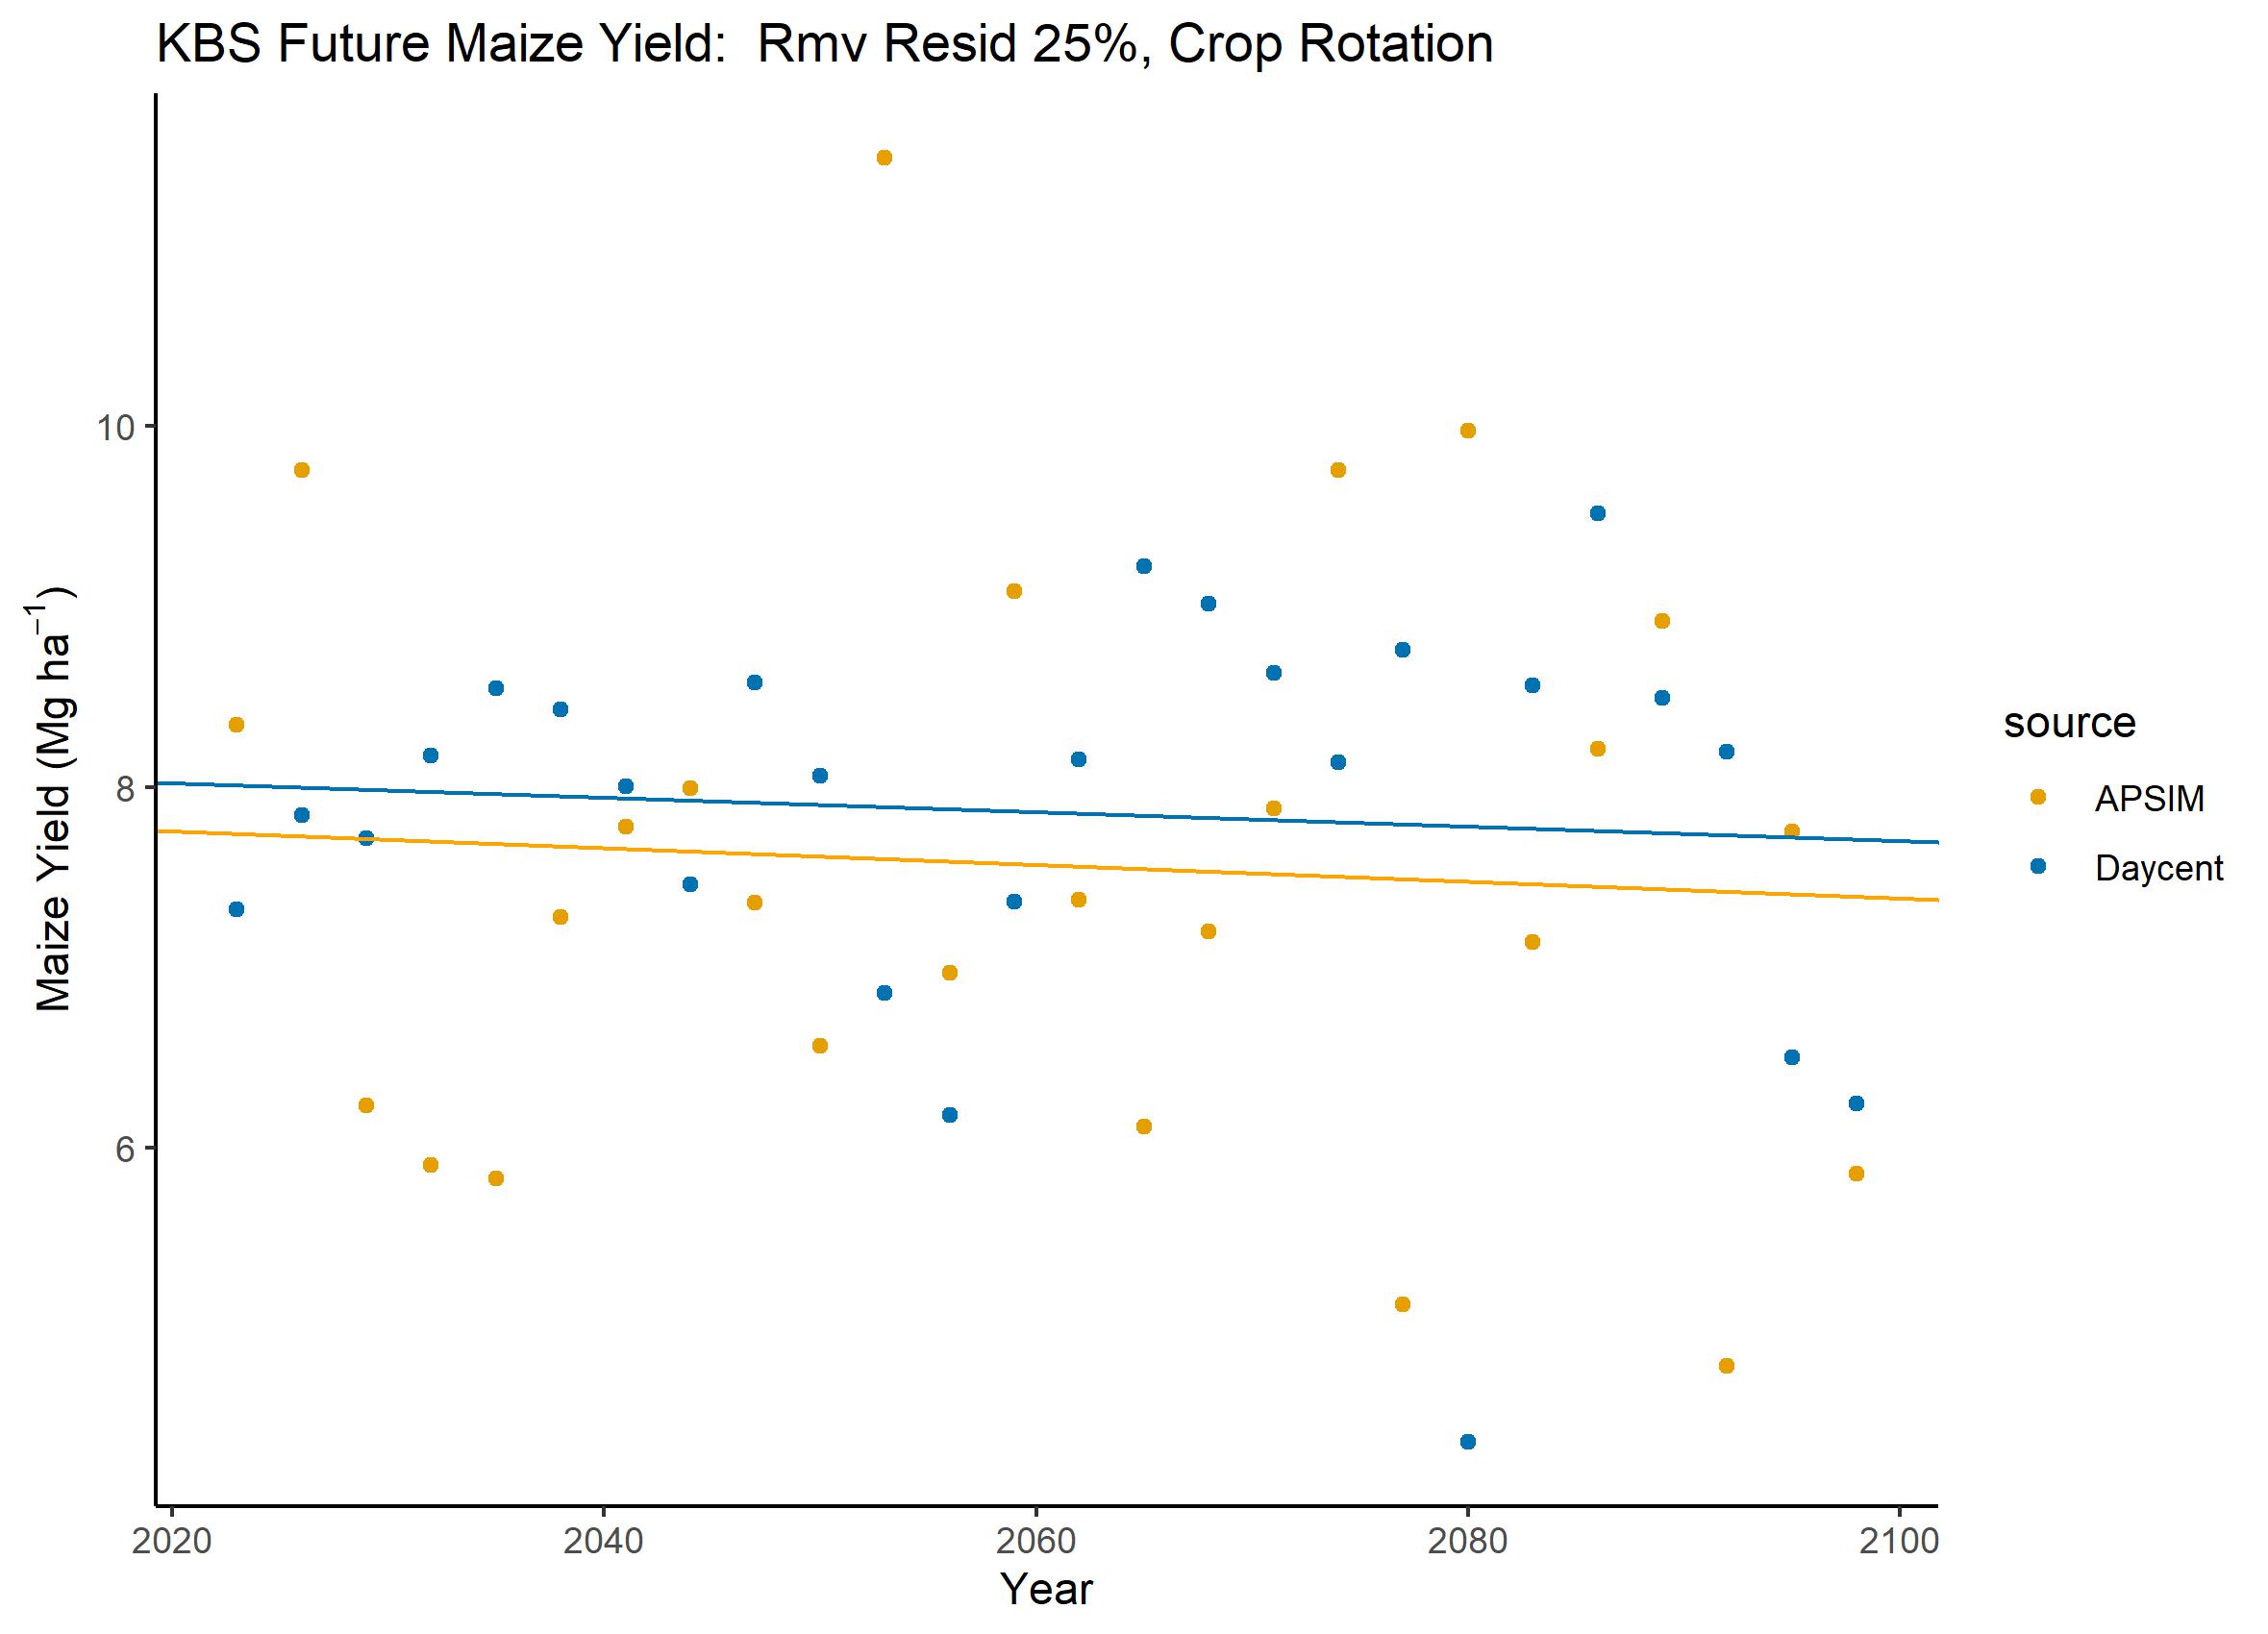 KBS Future Maize Yield:  Rmv Resid 25%, Crop Rotation
Maize Yield (Mg ha⁻¹)
10
8
6
2020 2040 2060 2080 2100
Year
source
APSIM
Daycent